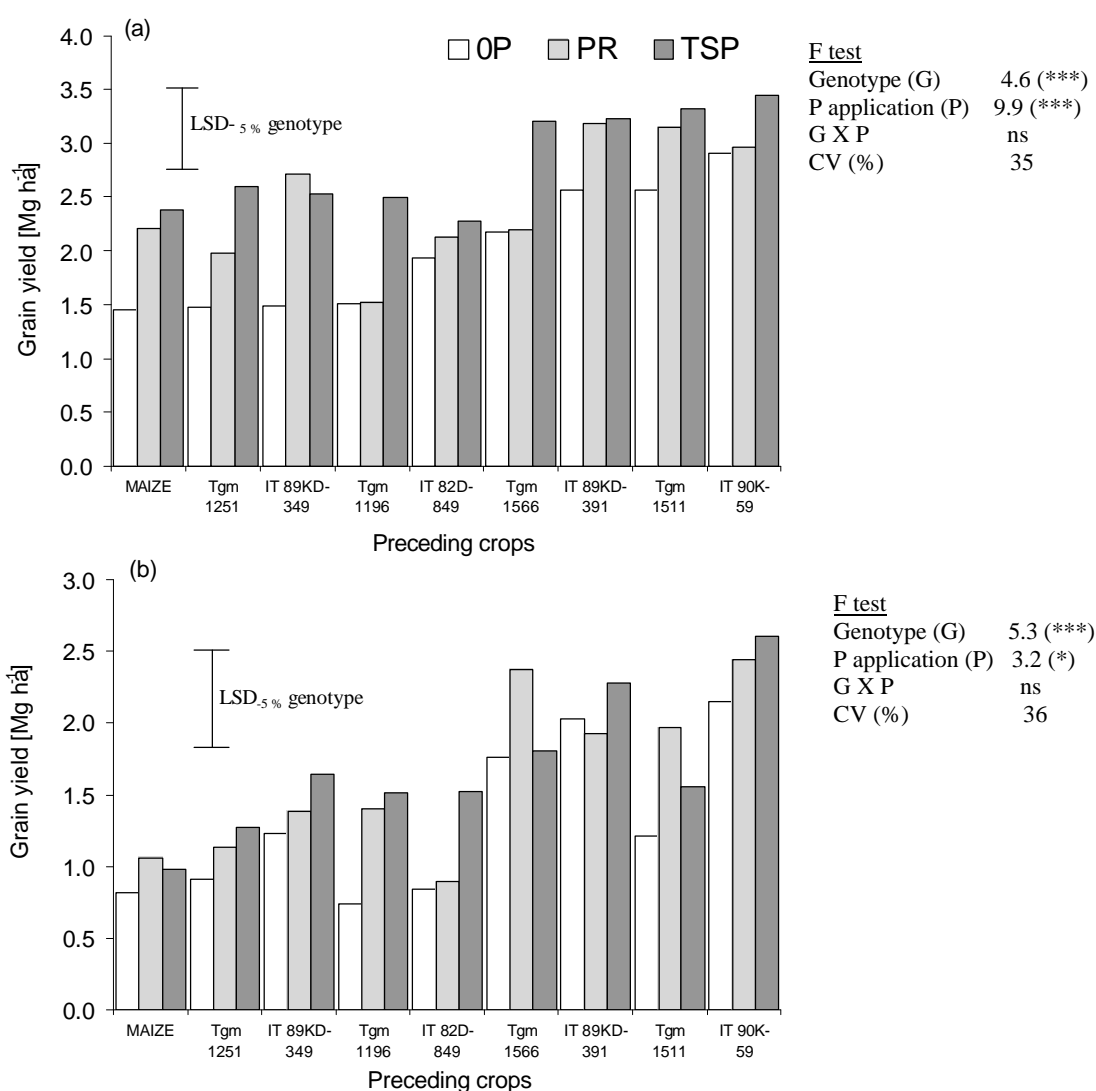 (a)
0P PR TSP
4.0
3.5
3.0
2.5
2.0
1.5
1.0
0.5
0.0
Grain yield [Mg ha-1]
LSD- 5 % genotype
F test
Genotype (G) 4.6 (***)
P application (P) 9.9 (***)
G X P ns
CV (%) 35
MAIZE Tgm 1251 IT 89KD-349 Tgm 1196 IT 82D-849 Tgm 1566 IT 89KD-391 Tgm 1511 IT 90K-59
Preceding crops
(b)
3.0
2.5
2.0
1.5
1.0
0.5
0.0
Grain yield [Mg ha-1]
LSD-5 % genotype
F test
Genotype (G) 5.3 (***)
P application (P) 3.2 (*)
G X P ns
CV (%) 36
MAIZE Tgm 1251 IT 89KD-349 Tgm 1196 IT 82D-849 Tgm 1566 IT 89KD-391 Tgm 1511 IT 90K-59
Preceding crops